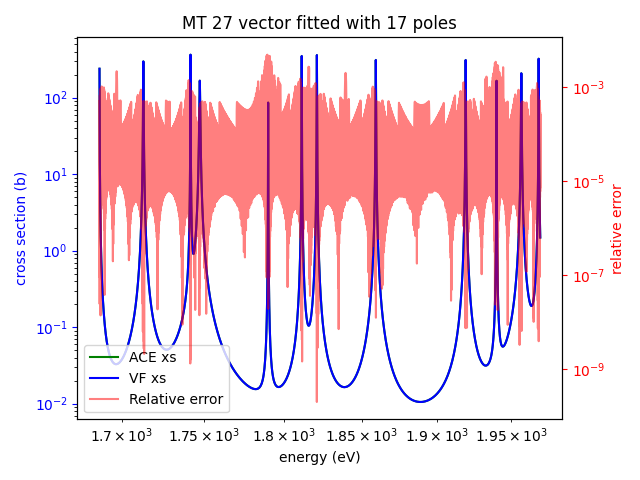 MT 27 vector fitted with 17 poles
cross section (b)
10²
10¹
10⁰
10⁻¹
10⁻²
10⁻³
10⁻⁵
10⁻⁷
10⁻⁹
relative error
ACE xs
VF xs
Relative error
1.7 × 10³ 1.75 × 10³ 1.8 × 10³ 1.85 × 10³ 1.9 × 10³ 1.95 × 10³
energy (eV)